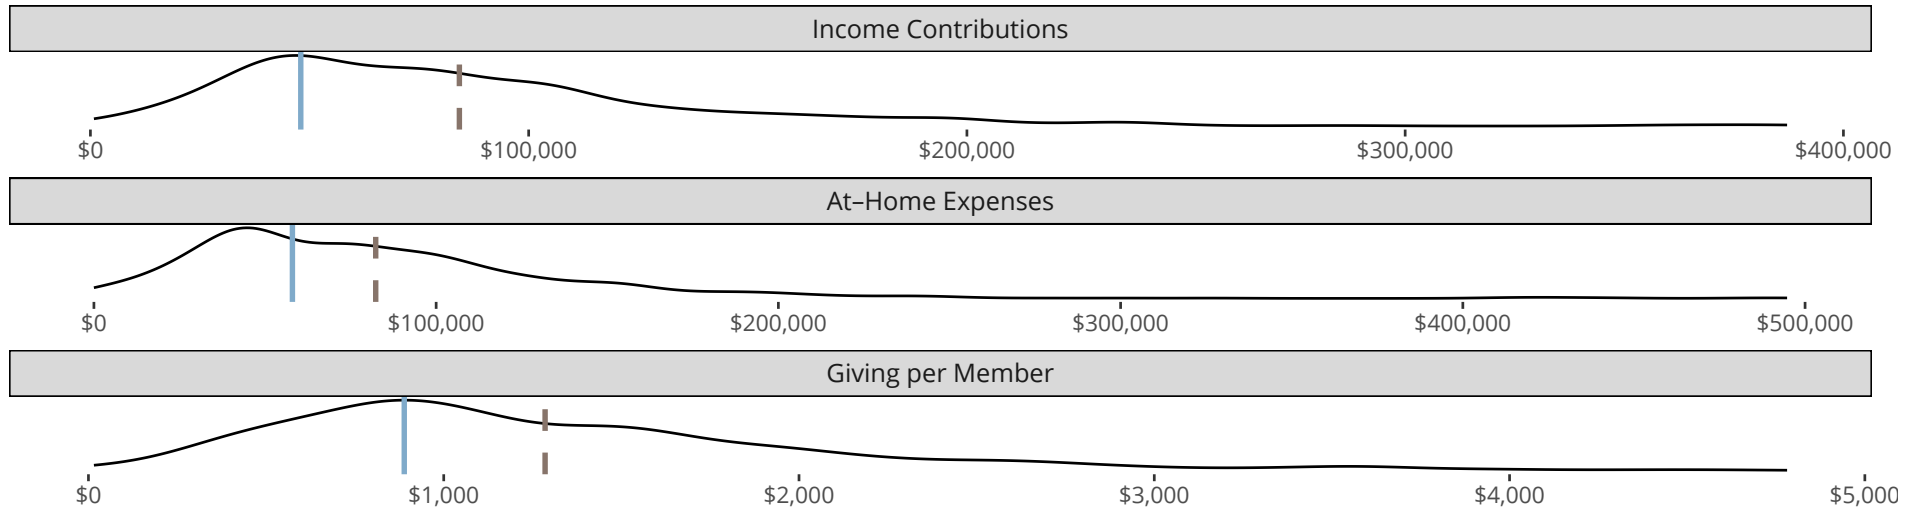 Income Contributions
$0 $100,000 $200,000 $300,000 $400,000
At–Home Expenses
$0 $100,000 $200,000 $300,000 $400,000 $500,000
Giving per Member
$0 $1,000 $2,000 $3,000 $4,000 $5,000